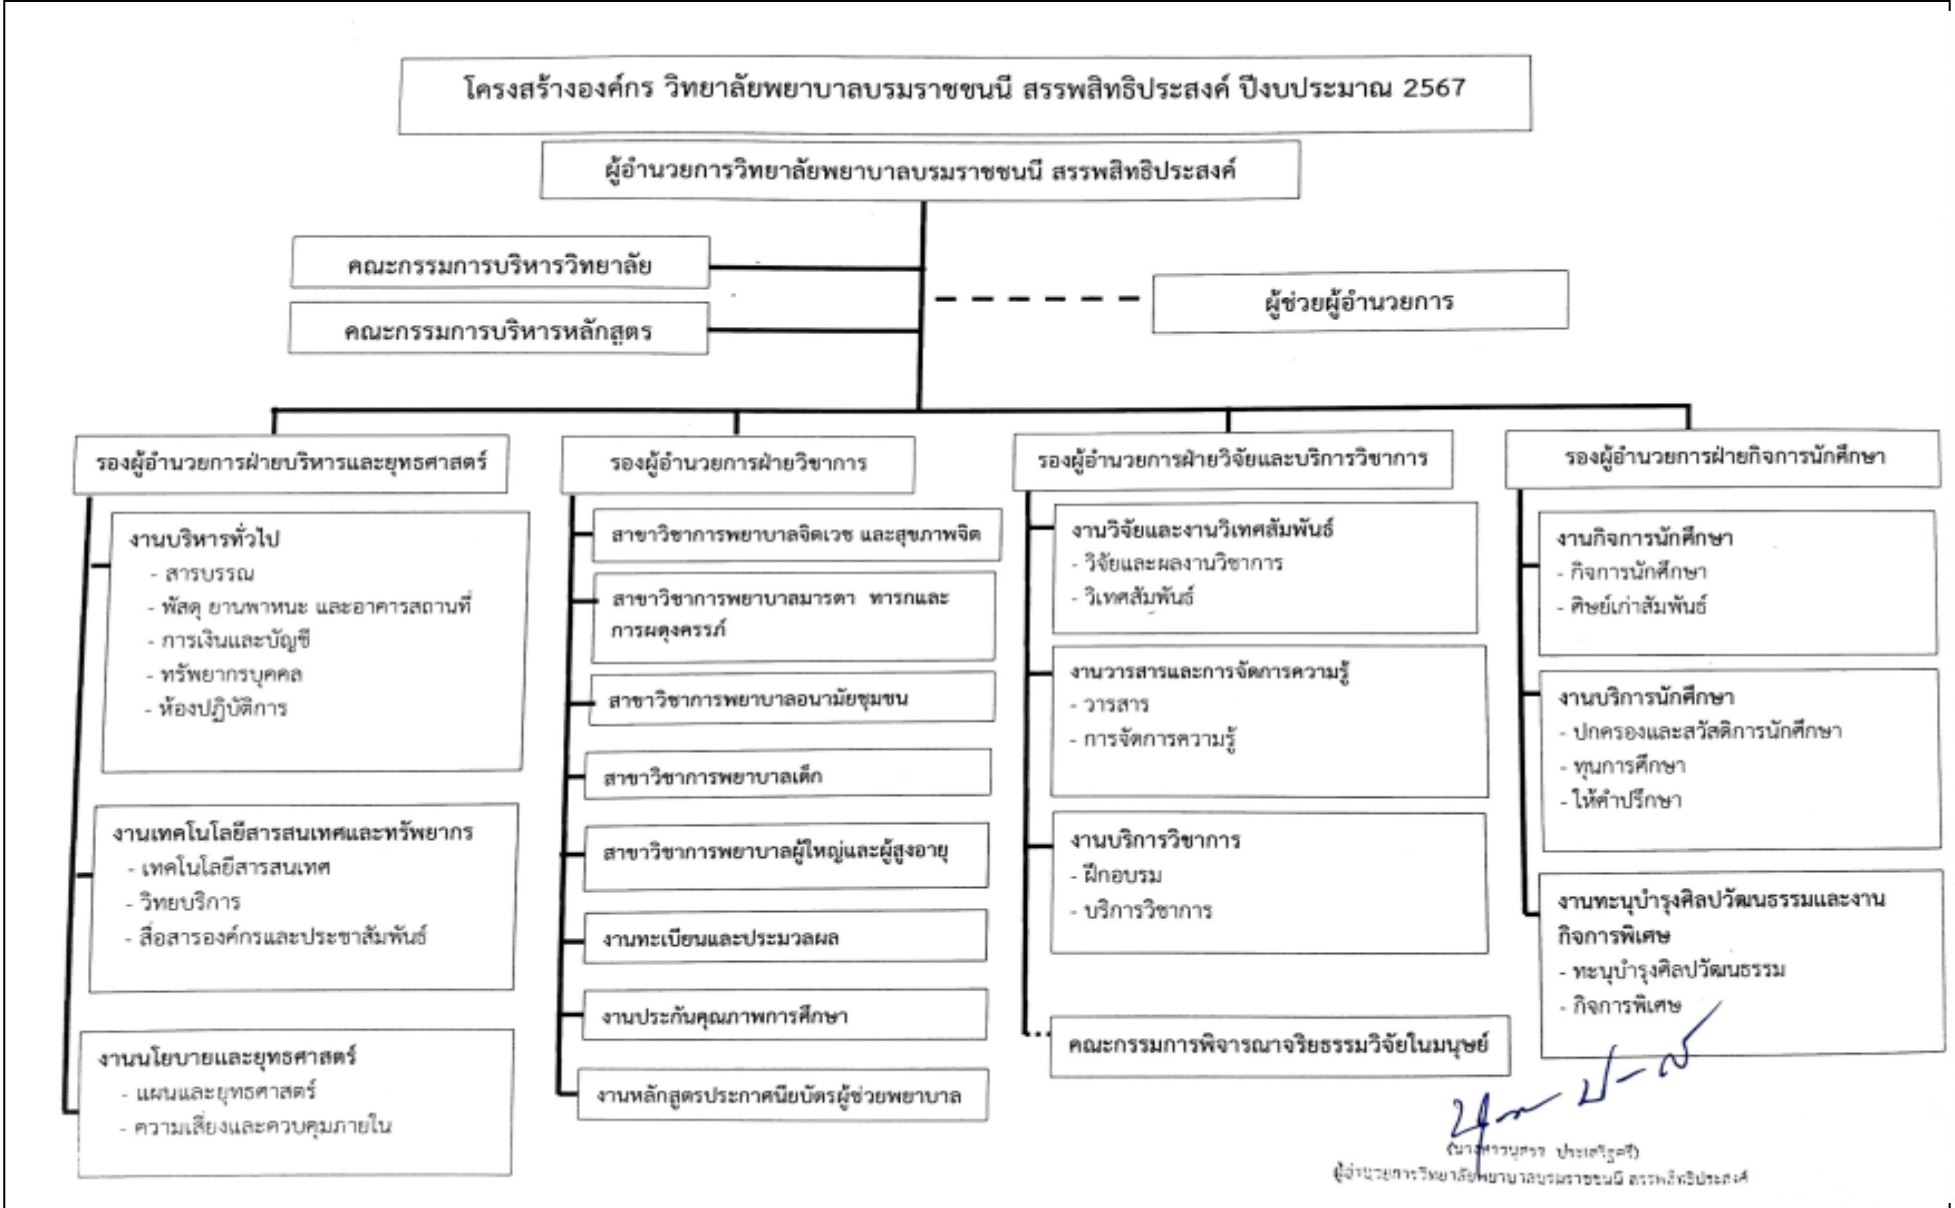 โครงสร้างองค์กร วิทยาลัยพยาบาลบรมราชชนนี สรรพสิทธิประสงค์ ปีงบประมาณ 2567
ผู้อำนวยการวิทยาลัยพยาบาลบรมราชชนนี สรรพสิทธิประสงค์
คณะกรรมการบริหารวิทยาลัย
ผู้ช่วยผู้อำนวยการ
คณะกรรมการบริหารหลักสูตร
รองผู้อำนวยการฝ่ายบริหารและยุทธศาสตร์
งานบริหารทั่วไป
- สารบรรณ
- พัสดุ ยานพาหนะ และอาคารสถานที่
- การเงินและบัญชี
- ทรัพยากรบุคคล
- ห้องปฏิบัติการ
งานเทคโนโลยีสารสนเทศและทรัพยากร
- เทคโนโลยีสารสนเทศ
- วิทยบริการ
- สื่อสารองค์กรและประชาสัมพันธ์
งานนโยบายและยุทธศาสตร์
- แผนและยุทธศาสตร์
- ความเสี่ยงและควบคุมภายใน
รองผู้อำนวยการฝ่ายวิชาการ
สาขาวิชาการพยาบาลจิตเวช และสุขภาพจิต
สาขาวิชาการพยาบาลมารดา ทารกและ
การผดุงครรภ์
สาขาวิชาการพยาบาลอนามัยชุมชน
สาขาวิชาการพยาบาลเด็ก
สาขาวิชาการพยาบาลผู้ใหญ่และผู้สูงอายุ
งานทะเบียนและประมวลผล
งานประกันคุณภาพการศึกษา
งานหลักสูตรประกาศนียบัตรผู้ช่วยพยาบาล
รองผู้อำนวยการฝ่ายวิจัยและบริการวิชาการ
งานวิจัยและงานวิเทศสัมพันธ์
- วิจัยและผลงานวิชาการ
- วิเทศสัมพันธ์
งานวารสารและการจัดการความรู้
- วารสาร
- การจัดการความรู้
งานบริการวิชาการ
- ฝึกอบรม
- บริการวิชาการ
คณะกรรมการพิจารณาจริยธรรมวิจัยในมนุษย์
รองผู้อำนวยการฝ่ายกิจการนักศึกษา
งานกิจการนักศึกษา
- กิจการนักศึกษา
- ศิษย์เก่าสัมพันธ์
งานบริการนักศึกษา
- ปกครองและสวัสดิการนักศึกษา
- ทุนการศึกษา
- ให้คำปรึกษา
งานทะนุบำรุงศิลปวัฒนธรรมและงาน
กิจการพิเศษ
- ทะนุบำรุงศิลปวัฒนธรรม
- กิจการพิเศษ
ผู้อำนวยการวิทยาลัยพยาบาลบรมราชชนนี สรรพสิทธิประสงค์